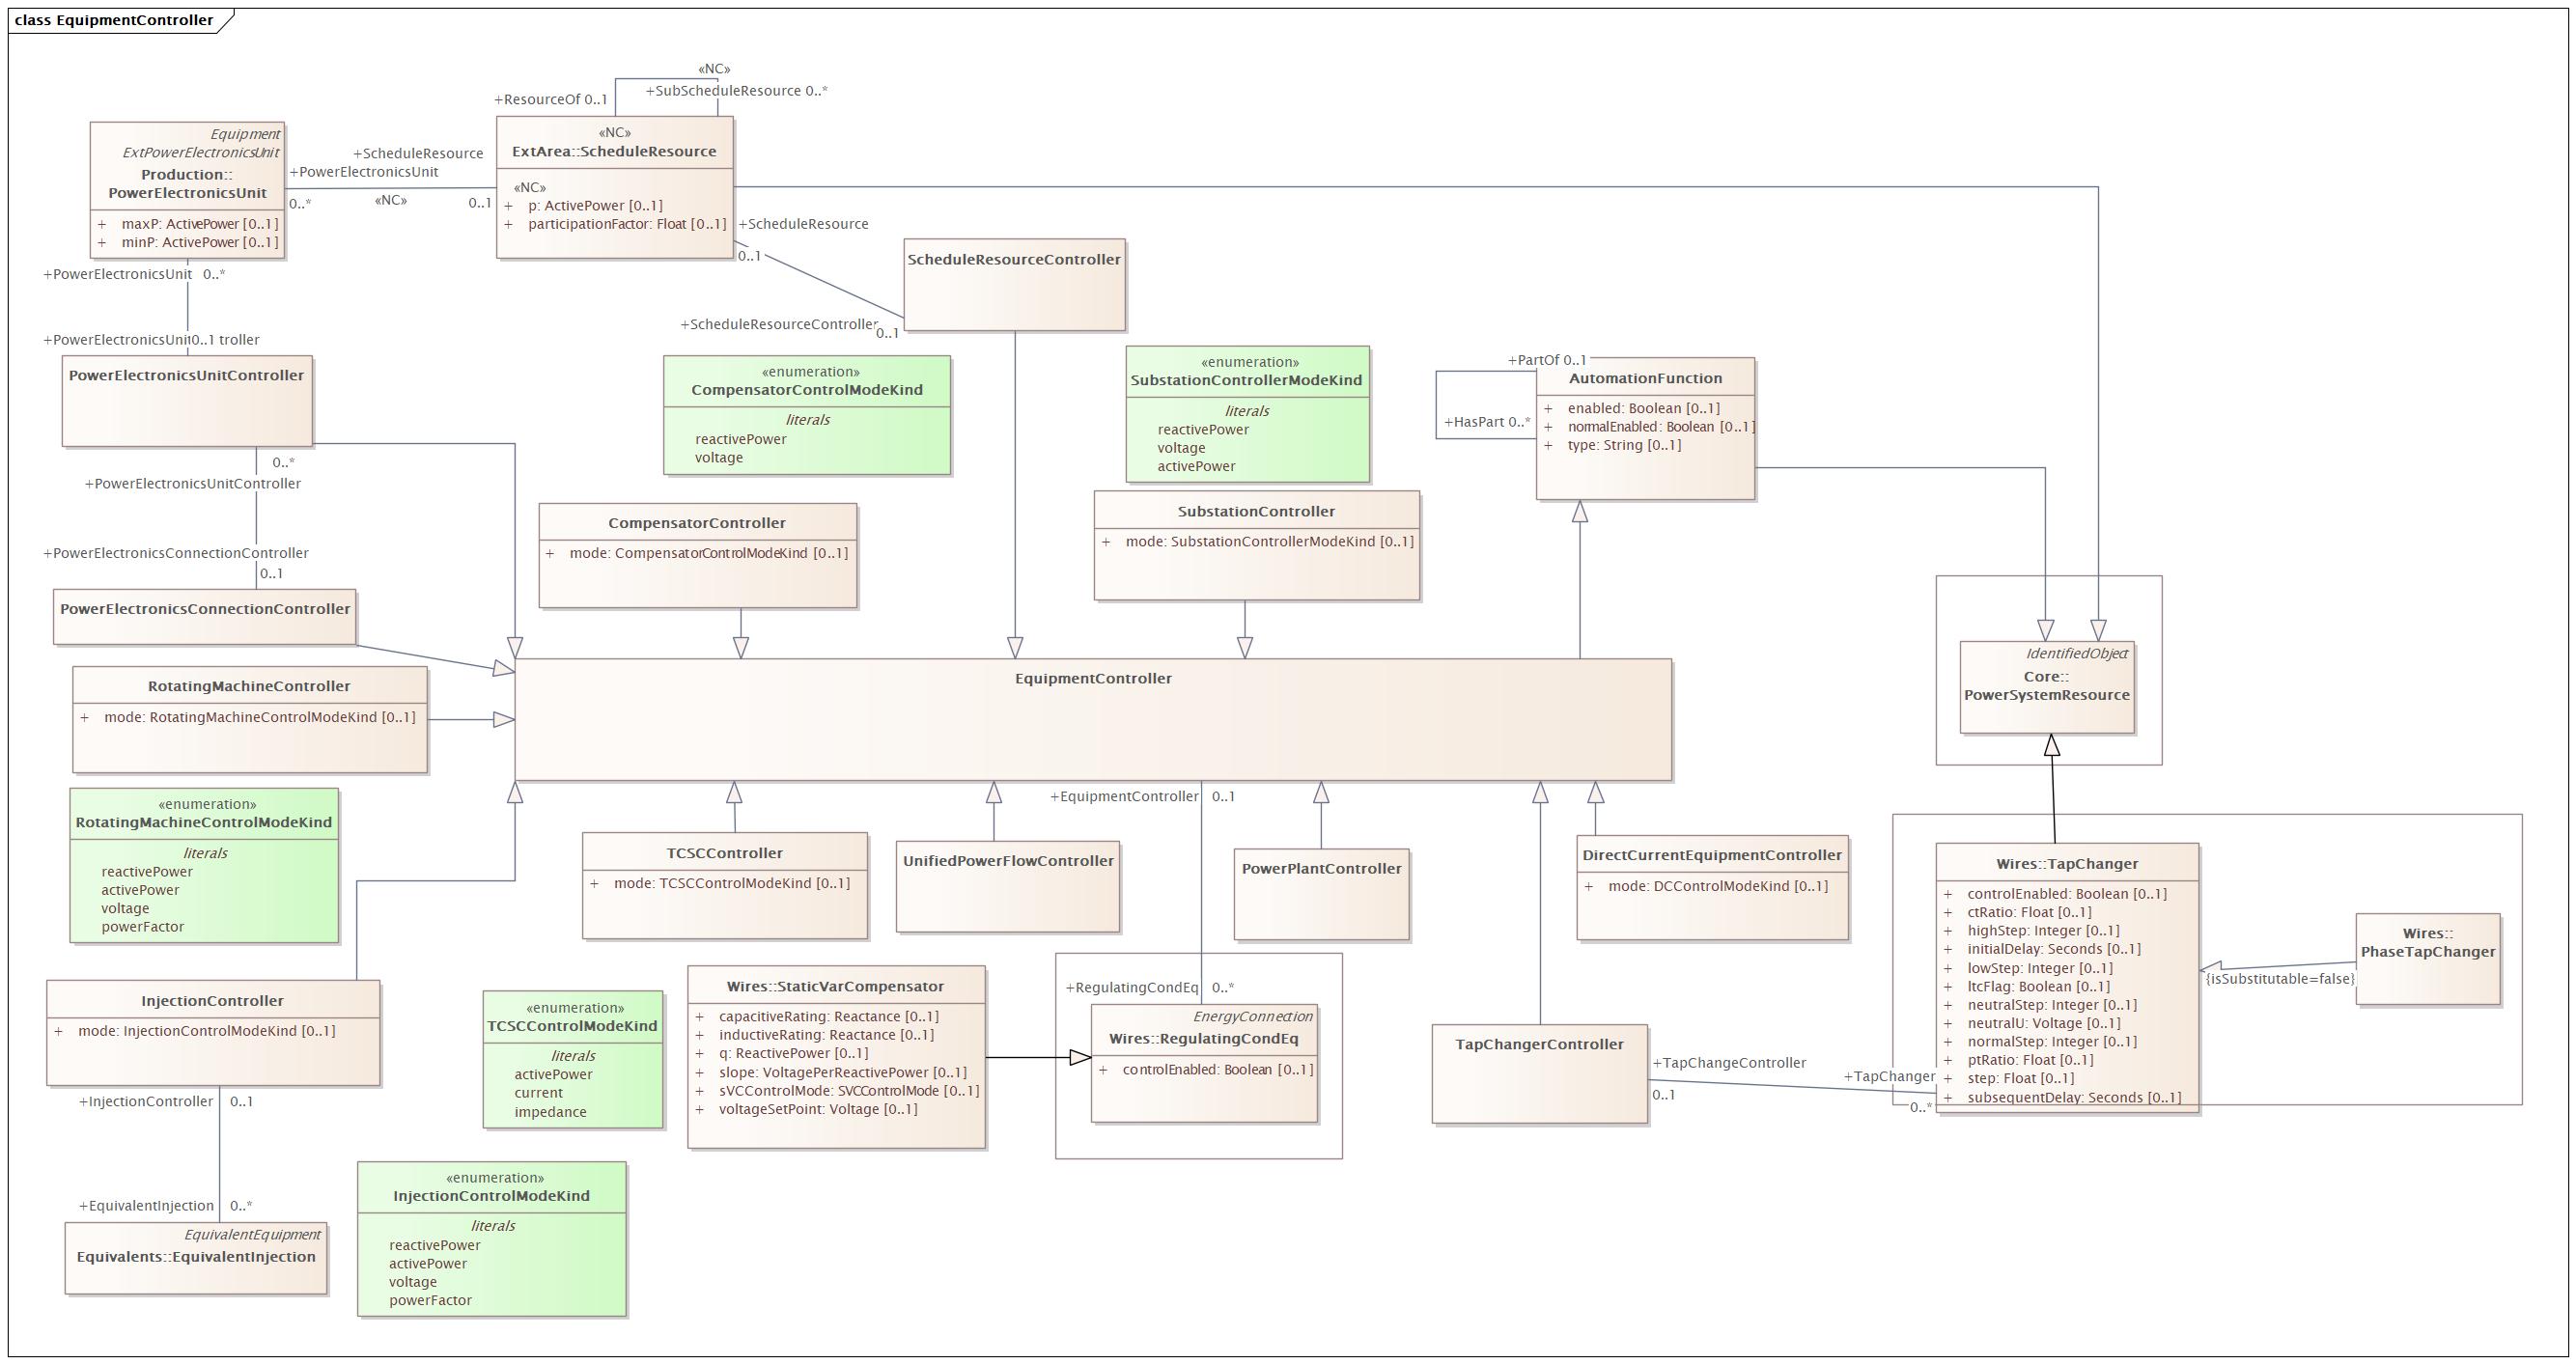 class EquipmentController
«NC»
+ResourceOf 0..1
+SubScheduleResource 0..*
Equipment
ExtPowerElectronicsUnit
Production::
PowerElectronicsUnit
+ maxP: ActivePower [0..1]
+ minP: ActivePower [0..1]
+ScheduleResource
+PowerElectronicsUnit
0..*
«NC»
0..1
«NC»
ExtArea::ScheduleResource
«NC»
+ p: ActivePower [0..1]
+ participationFactor: Float [0..1]
+ScheduleResource
0..1
ScheduleResourceController
+ScheduleResourceController
0..1
+PowerElectronicsUnit 0..*
+PowerElectronicsUnit 0..1 troller
PowerElectronicsUnitController
0..*
+PowerElectronicsUnitController
+PowerElectronicsConnectionController
0..1
PowerElectronicsConnectionController
«enumeration»
CompensatorControlModeKind
literals
reactivePower
voltage
«enumeration»
SubstationControllerModeKind
literals
reactivePower
voltage
activePower
+PartOf 0..1
+HasPart 0..*
AutomationFunction
+ enabled: Boolean [0..1]
+ normalEnabled: Boolean [0..1]
+ type: String [0..1]
CompensatorController
+ mode: CompensatorControlModeKind [0..1]
SubstationController
+ mode: SubstationControllerModeKind [0..1]
IdentifiedObject
Core::
PowerSystemResource
EquipmentController
RotatingMachineController
+ mode: RotatingMachineControlModeKind [0..1]
«enumeration»
RotatingMachineControlModeKind
literals
reactivePower
activePower
voltage
powerFactor
+EquipmentController 0..1
TCSCController
+ mode: TCSCControlModeKind [0..1]
UnifiedPowerFlowController
PowerPlantController
DirectCurrentEquipmentController
+ mode: DCControlModeKind [0..1]
Wires::TapChanger
+ controlEnabled: Boolean [0..1]
+ ctRatio: Float [0..1]
+ highStep: Integer [0..1]
+ initialDelay: Seconds [0..1]
+ lowStep: Integer [0..1]
+ ltcFlag: Boolean [0..1]
+ neutralStep: Integer [0..1]
+ neutralU: Voltage [0..1]
+ normalStep: Integer [0..1]
+ ptRatio: Float [0..1]
+ step: Float [0..1]
+ subsequentDelay: Seconds [0..1]
Wires::
PhaseTapChanger
{isSubstitutable=false}
InjectionController
+ mode: InjectionControlModeKind [0..1]
«enumeration»
TCSCControlModeKind
literals
activePower
current
impedance
Wires::StaticVarCompensator
+ capacitiveRating: Reactance [0..1]
+ inductiveRating: Reactance [0..1]
+ q: ReactivePower [0..1]
+ slope: VoltagePerReactivePower [0..1]
+ sVCControlMode: SVCControlMode [0..1]
+ voltageSetPoint: Voltage [0..1]
+RegulatingCondEq 0..*
EnergyConnection
Wires::RegulatingCondEq
+ controlEnabled: Boolean [0..1]
TapChangerController
+TapChangeController
0..1
+TapChanger
0..*
+InjectionController 0..1
+EquivalentInjection 0..*
EquivalentEquipment
Equivalents::EquivalentInjection
«enumeration»
InjectionControlModeKind
literals
reactivePower
activePower
voltage
powerFactor